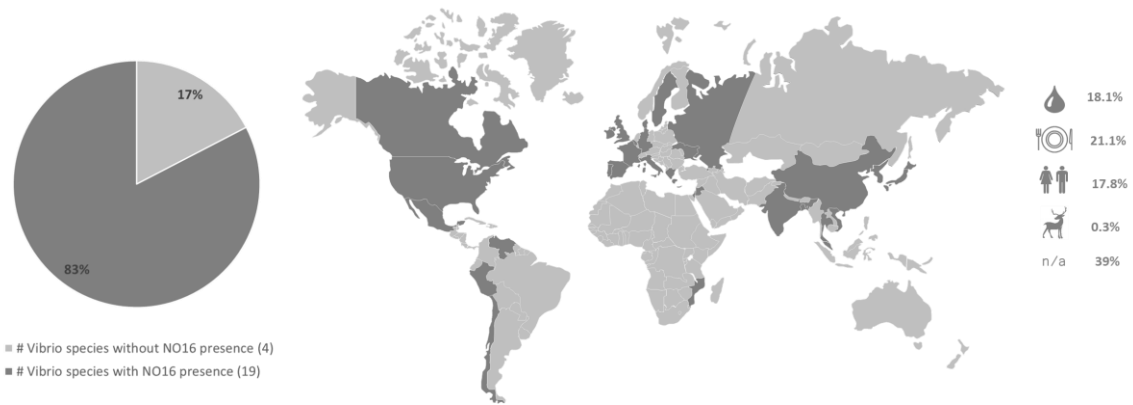 17%
83%
# Vibrio species without NO16 presence (4)
# Vibrio species with NO16 presence (19)
18.1%
21.1%
17.8%
0.3%
n/a 39%